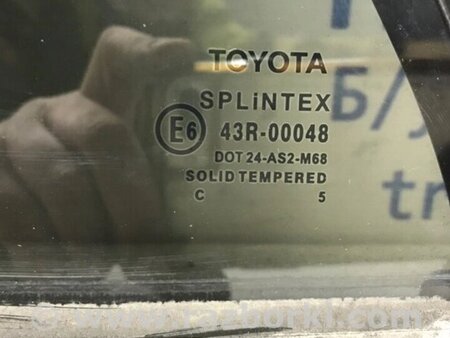 TOYOTA
SPLiNTEX
E6 43R-00048
DOT 24-AS2-M68
SOLID TEMPERED
C 5
Б/
tr